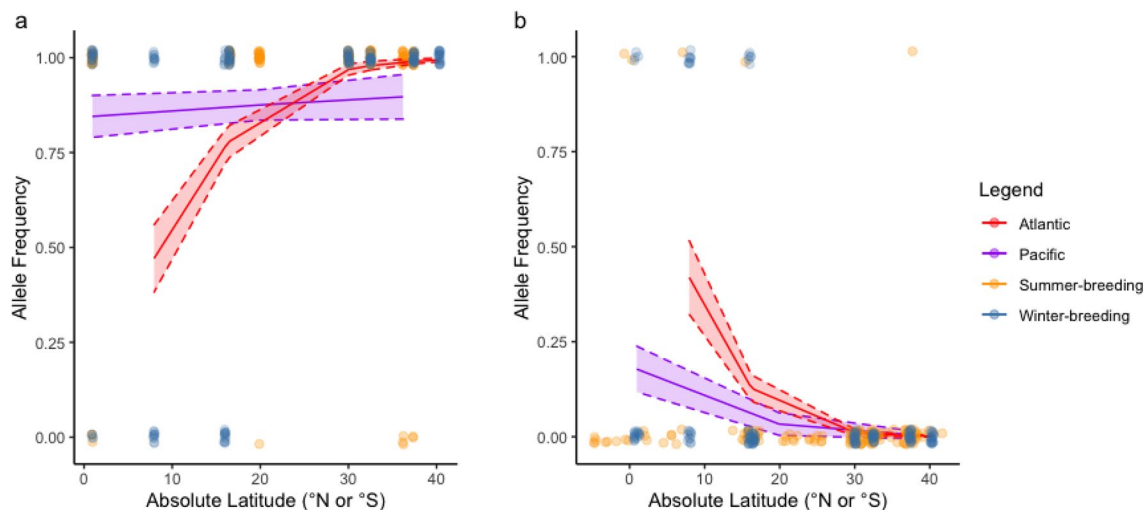 a
1.00
0.75
0.50
0.25
0.00
Allele Frequency
0
10
20
30
40
Absolute Latitude (°N or °S)
b
1.00
0.75
0.50
0.25
0.00
Allele Frequency
0
10
20
30
40
Absolute Latitude (°N or °S)
Legend
Atlantic
Pacific
Summer-breeding
Winter-breeding